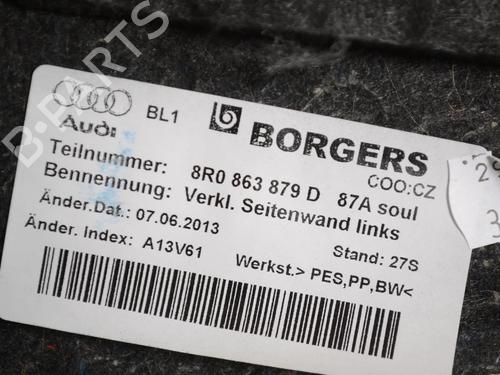 B-PARTS
Audi
BL1
BORGERS
COO:CZ
Teilnummer: 8R0 863 879 D 87A soul
Bennennung: Verkl. Seitenwand links
Änder.Dat.: 07.06.2013 Stand: 27S
Änder. Index: A13V61 Werkst.> PES,PP,BW<